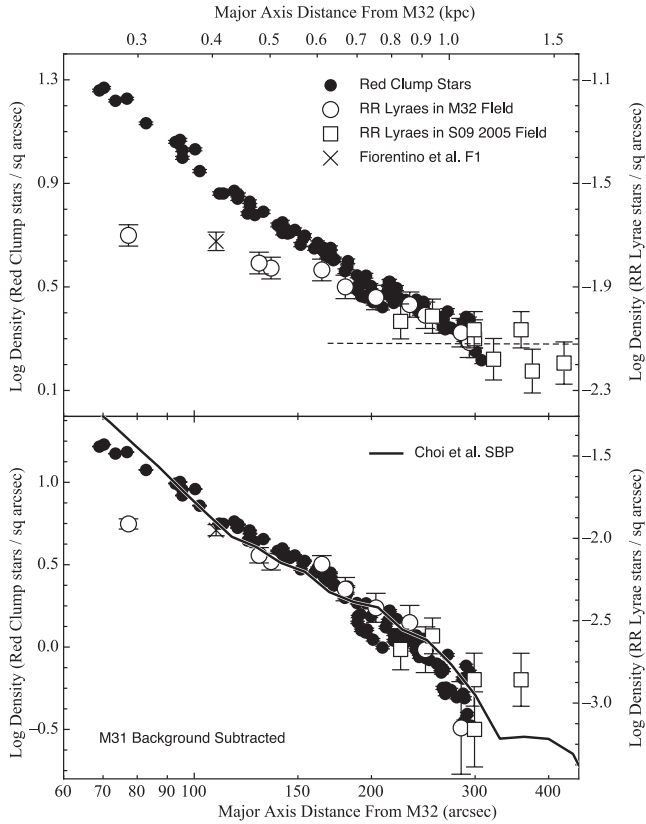 Major Axis Distance From M32 (kpc)
0.3 0.4 0.5 0.6 0.7 0.8 0.9 1.0 1.5
Log Density (Red Clump stars / sq arcsec)
1.3
0.9
0.5
0.1
Red Clump Stars
RR Lyraes in M32 Field
RR Lyraes in S09 2005 Field
Fiorentino et al. F1
−1.1
−1.5
−1.9
−2.3
Log Density (RR Lyrae stars / sq arcsec)
Log Density (Red Clump stars / sq arcsec)
1.0
0.5
0.0
−0.5
Choi et al. SBP
M31 Background Subtracted
−1.5
−2.0
−2.5
−3.0
Log Density (RR Lyrae stars / sq arcsec)
60 70 80 90 100 150 200 300 400
Major Axis Distance From M32 (arcsec)